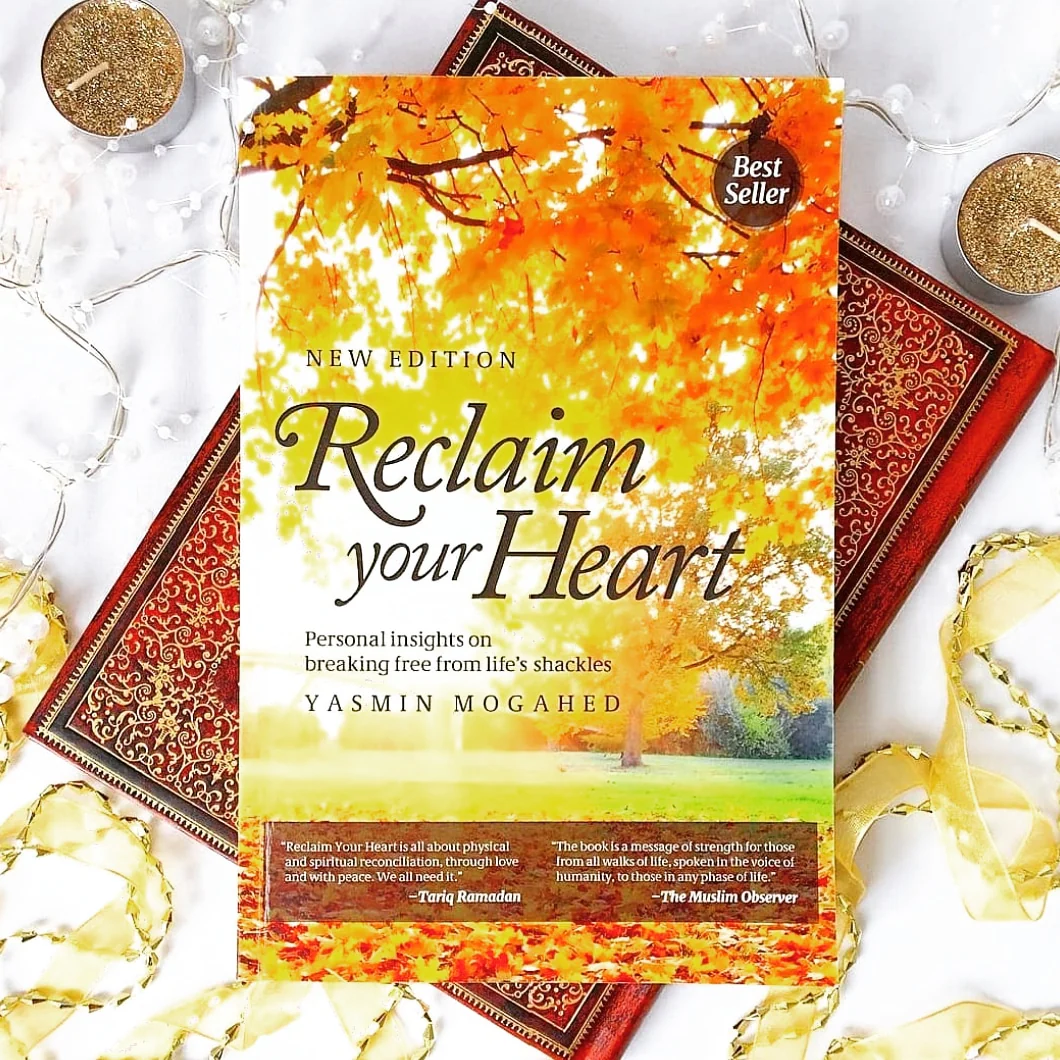 Best
Seller
NEW EDITION
Reclaim
your Heart
Personal insights on
breaking free from life's shackles
YASMIN MOGAHED
"Reclaim Your Heart is all about physical
and spiritual reconciliation, through love
and with peace. We all need it."
–Tariq Ramadan
"The book is a message of strength for those
from all walks of life, spoken in the voice of
humanity, to those in any phase of life."
–The Muslim Observer